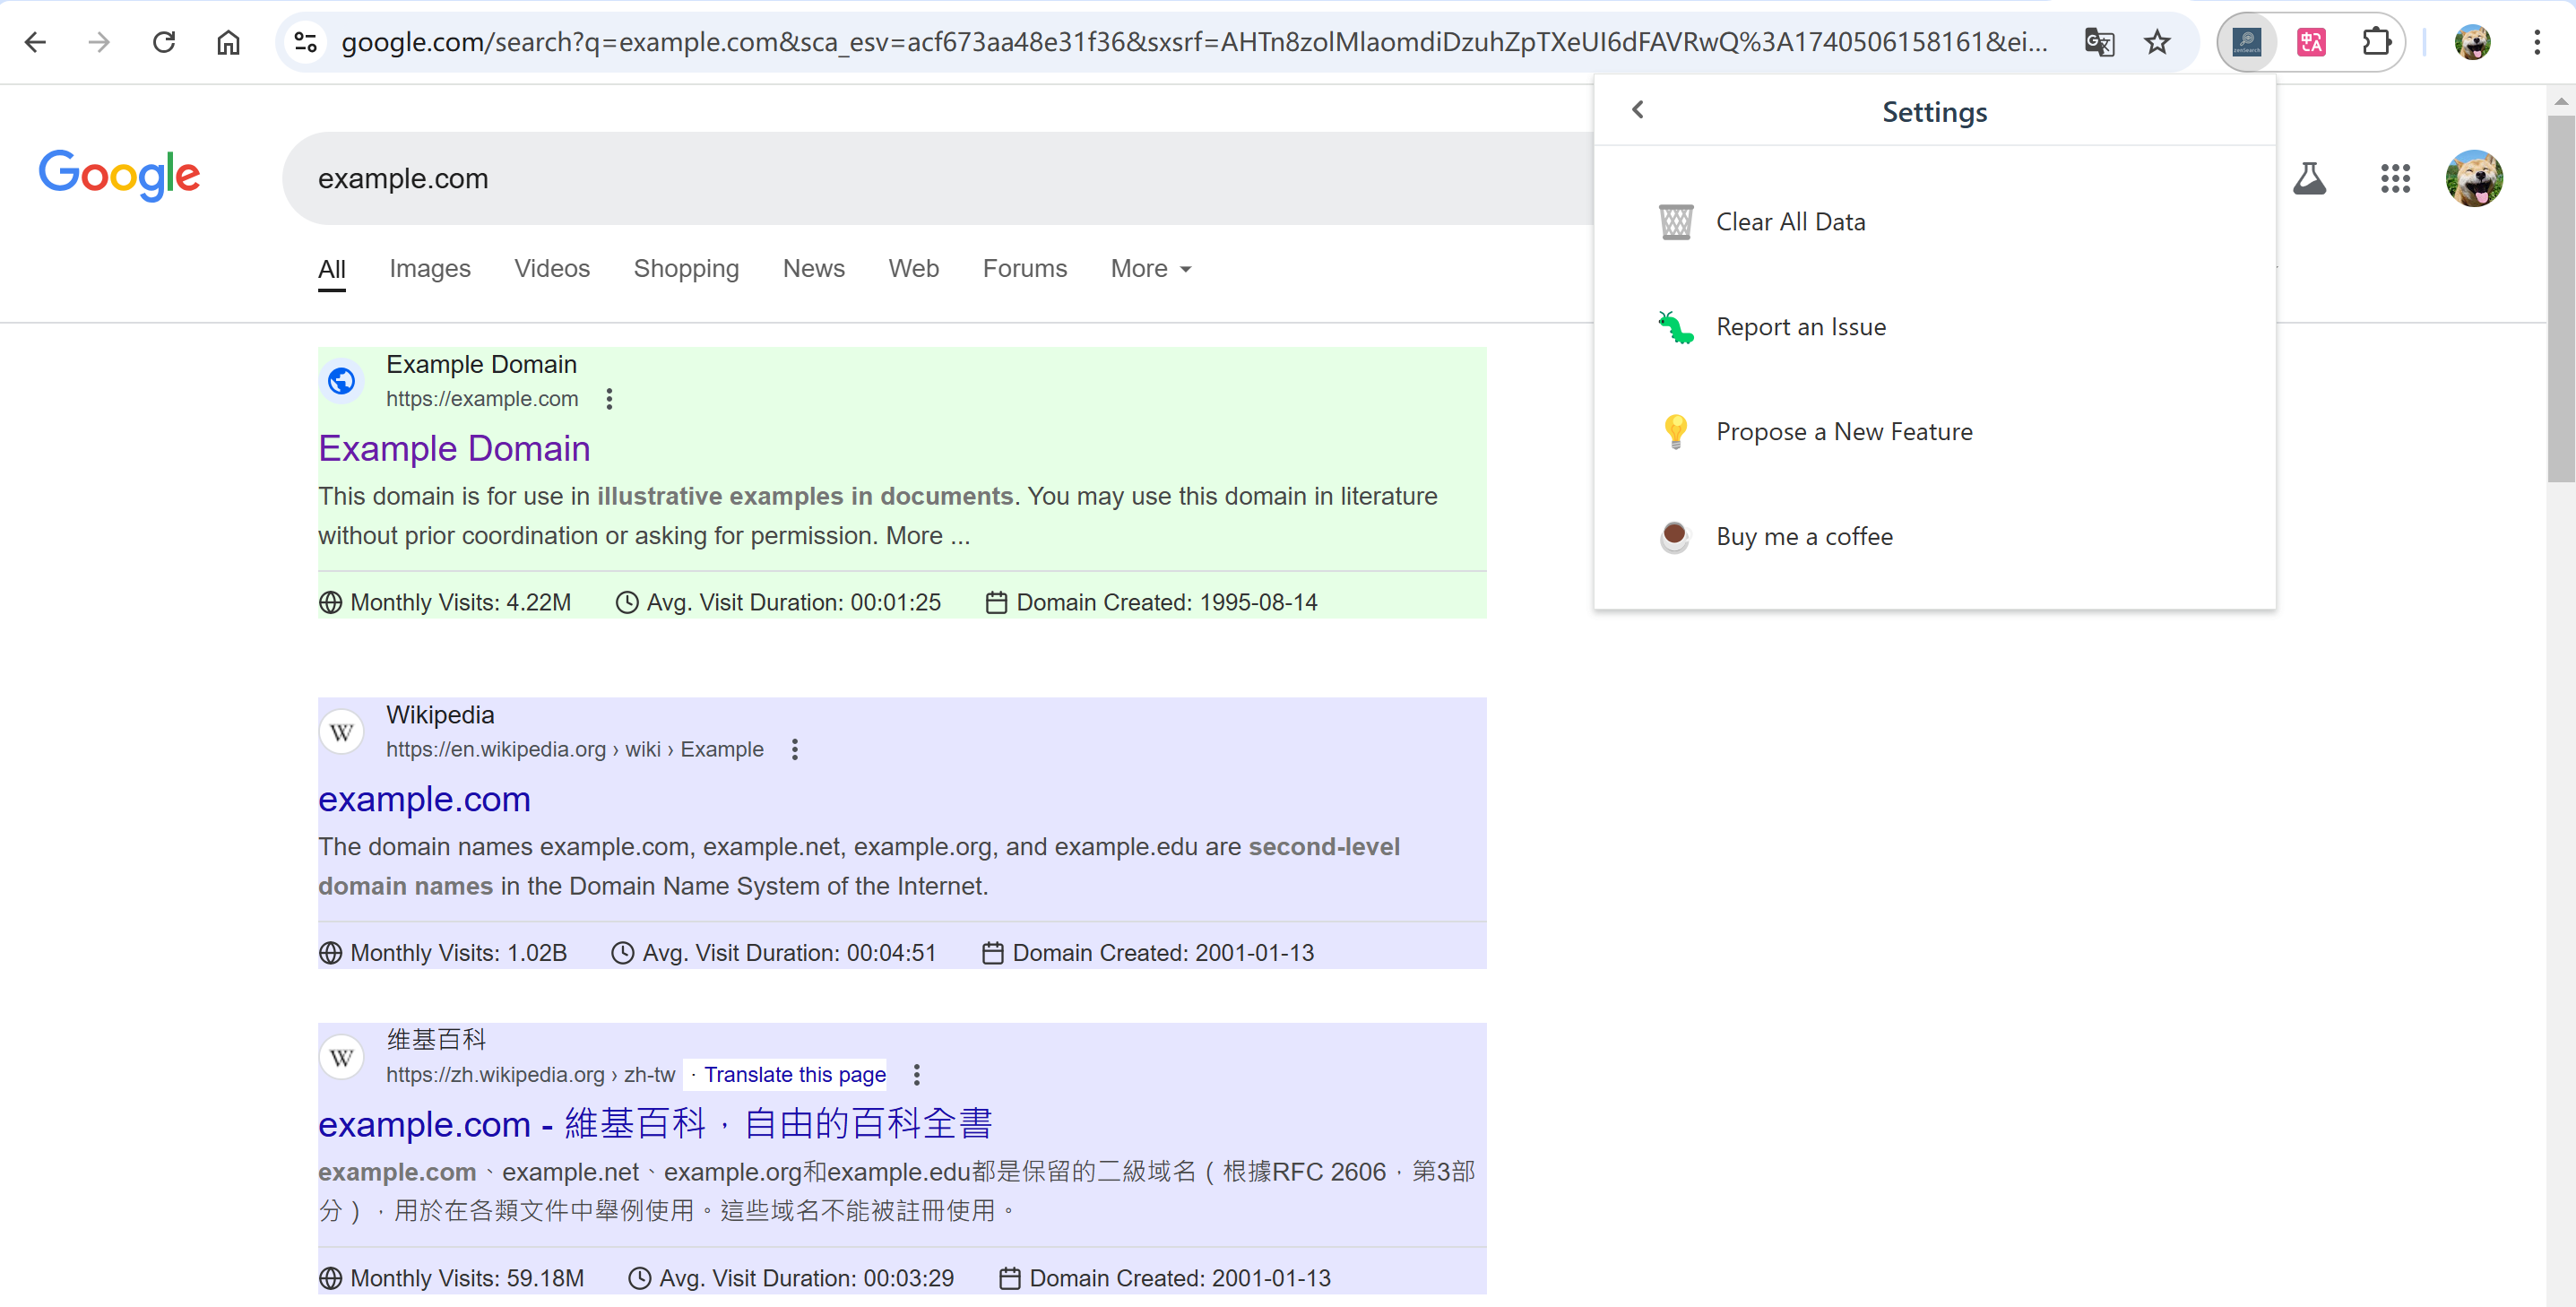 google.com/search?q=example.com&sca_esv=acf673aa48e31f36&sxsrf=AHTn8zolMlaomdiDzuhZpTXeUI6dFAVRwQ%3A1740506158161&ei...
Settings
Google
example.com
Clear All Data
All Images Videos Shopping News Web Forums More
Report an Issue
Propose a New Feature
Buy me a coffee
Example Domain
https://example.com
Example Domain
This domain is for use in illustrative examples in documents. You may use this domain in literature
without prior coordination or asking for permission. More ...
Monthly Visits: 4.22M Avg. Visit Duration: 00:01:25 Domain Created: 1995-08-14
W
Wikipedia
https://en.wikipedia.org › wiki › Example
example.com
The domain names example.com, example.net, example.org, and example.edu are second-level
domain names in the Domain Name System of the Internet.
Monthly Visits: 1.02B Avg. Visit Duration: 00:04:51 Domain Created: 2001-01-13
W
維基百科
https://zh.wikipedia.org › zh-tw · Translate this page
example.com - 維基百科，自由的百科全書
example.com、example.net、example.org和example.edu都是保留的二級域名（根據RFC 2606，第3部
分），用於在各類文件中舉例使用。這些域名不能被註冊使用。
Monthly Visits: 59.18M Avg. Visit Duration: 00:03:29 Domain Created: 2001-01-13